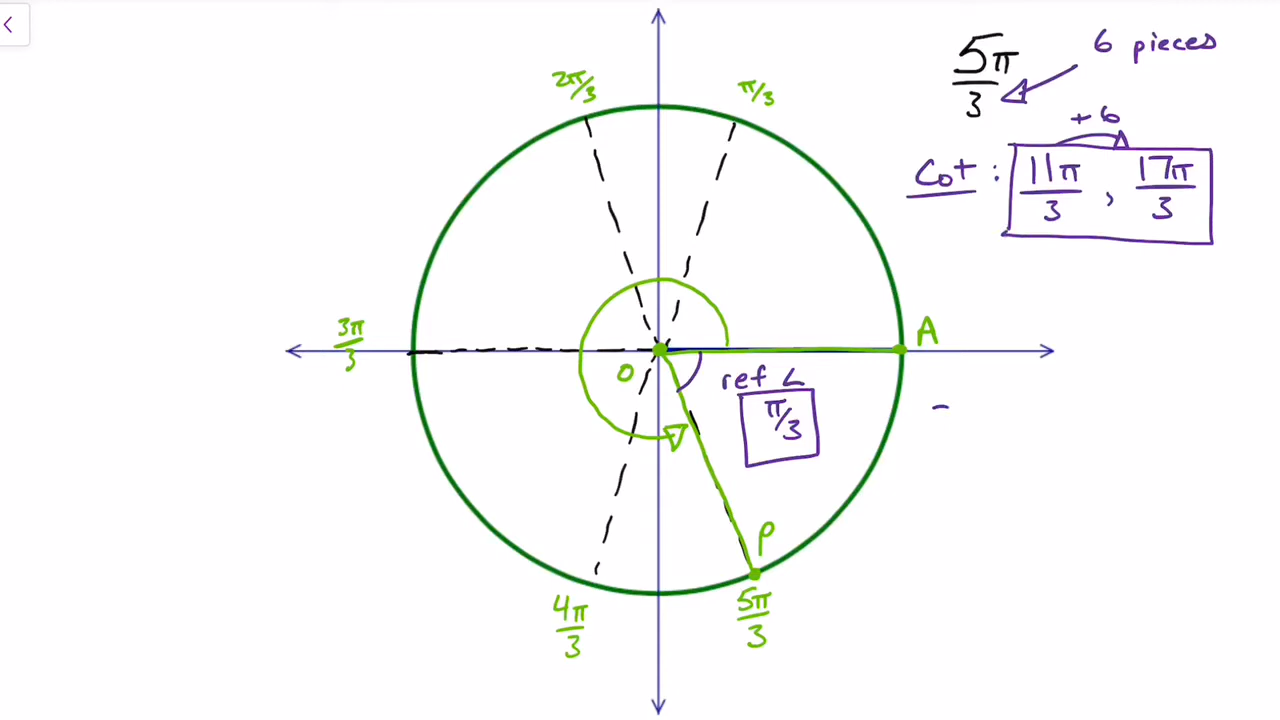 5π/3
6 pieces
+6
Cot : 11π/3 , 17π/3
2π/3
π/3
3π/3
A
O
ref ∠
π/3
P
4π/3
5π/3